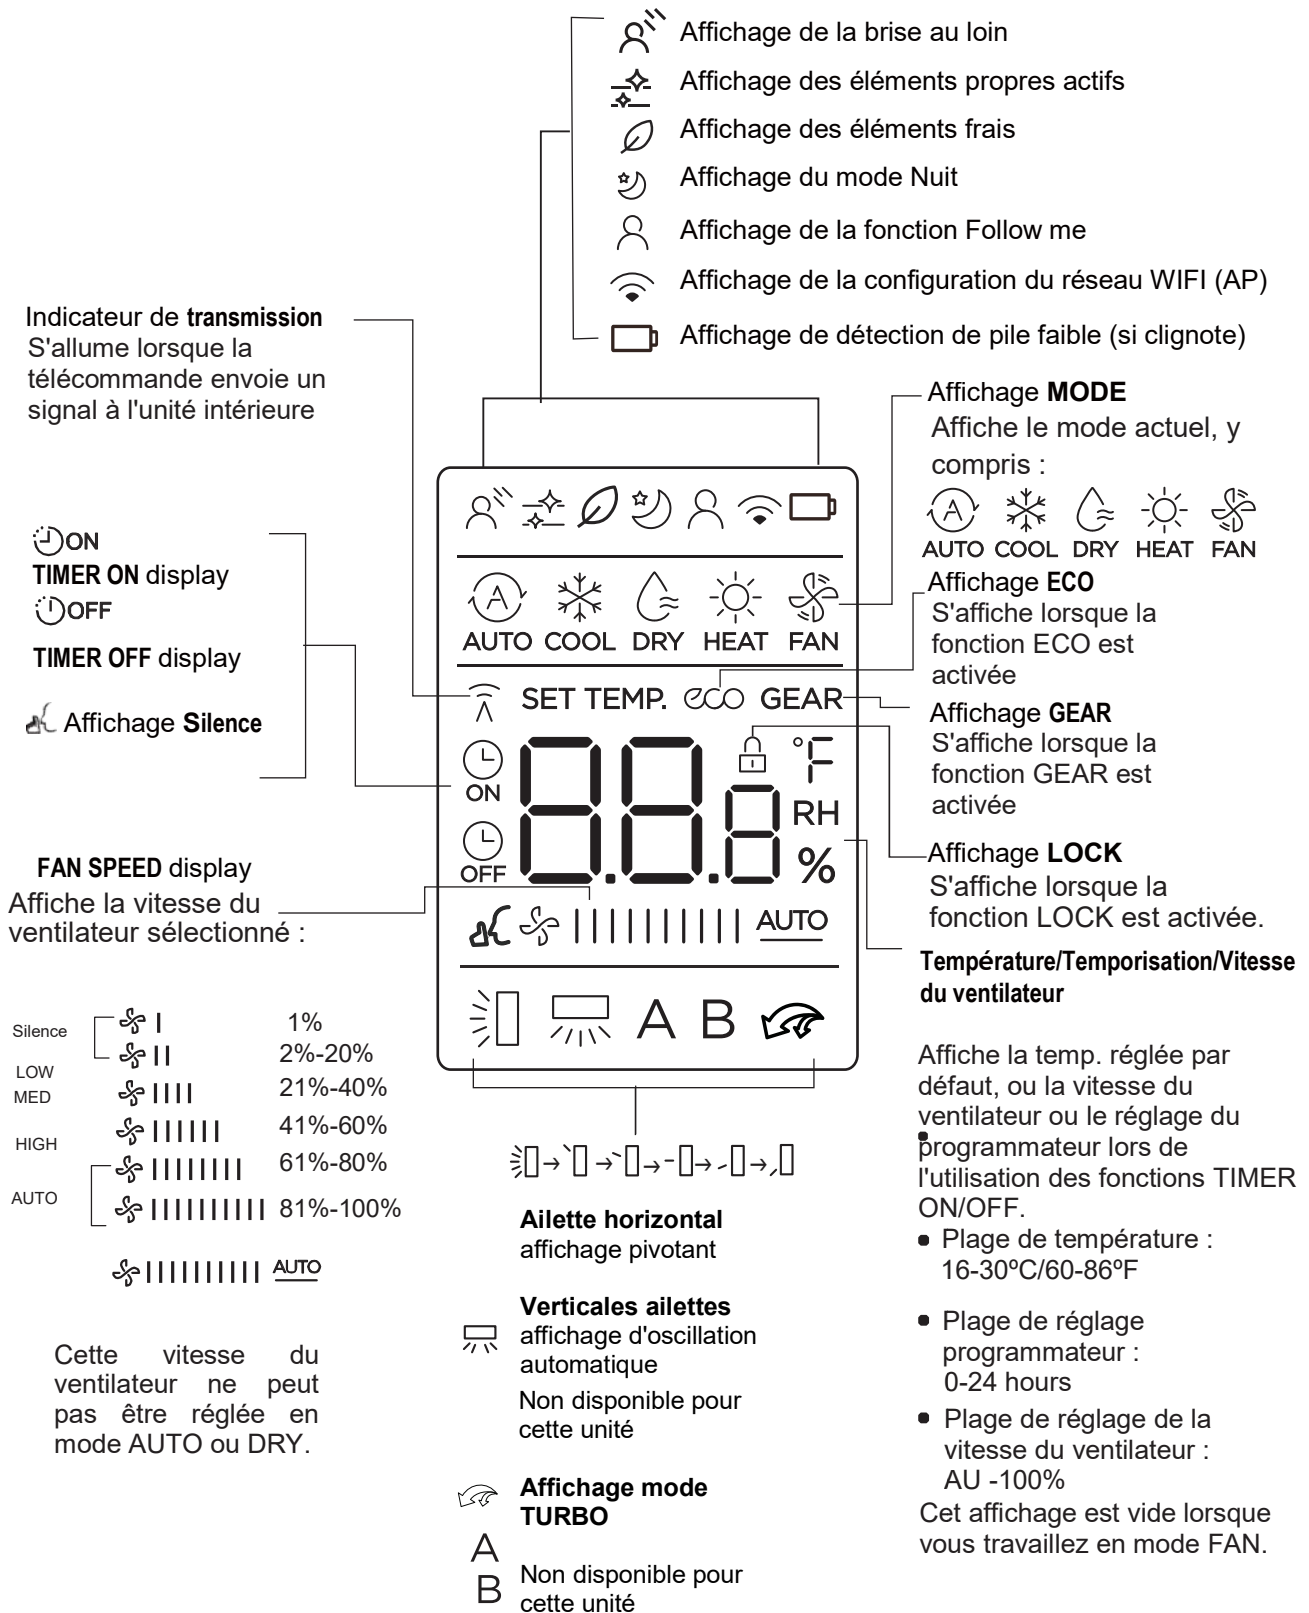 Affichage de la brise au loin
Affichage des éléments propres actifs
Affichage des éléments frais
Affichage du mode Nuit
Affichage de la fonction Follow me
Affichage de la configuration du réseau WIFI (AP)
Affichage de détection de pile faible (si clignote)
Indicateur de transmission
S'allume lorsque la
télécommande envoie un
signal à l'unité intérieure
ON
TIMER ON display
OFF
TIMER OFF display
Affichage Silence
FAN SPEED display
Affiche la vitesse du
ventilateur sélectionné :
Silence
LOW
MED
HIGH
AUTO
1%
2%-20%
21%-40%
41%-60%
61%-80%
81%-100%
AUTO
Cette vitesse du
ventilateur ne peut
pas être réglée en
mode AUTO ou DRY.
A
AUTO COOL DRY HEAT FAN
SET TEMP. eco GEAR
ON
OFF
88.8
°F
RH
%
AUTO
A B
Ailette horizontal
affichage pivotant
Verticales ailettes
affichage d'oscillation
automatique
Non disponible pour
cette unité
Affichage mode
TURBO
A
B
Non disponible pour
cette unité
Affichage MODE
Affiche le mode actuel, y
compris :
A
AUTO COOL DRY HEAT FAN
Affichage ECO
S'affiche lorsque la
fonction ECO est
activée
Affichage GEAR
S'affiche lorsque la
fonction GEAR est
activée
Affichage LOCK
S'affiche lorsque la
fonction LOCK est activée.
Température/Temporisation/Vitesse
du ventilateur
Affiche la temp. réglée par
défaut, ou la vitesse du
ventilateur ou le réglage du
programmateur lors de
l'utilisation des fonctions TIMER
ON/OFF.
• Plage de température :
16-30ºC/60-86ºF
• Plage de réglage
programmateur :
0-24 hours
• Plage de réglage de la
vitesse du ventilateur :
AU -100%
Cet affichage est vide lorsque
vous travaillez en mode FAN.